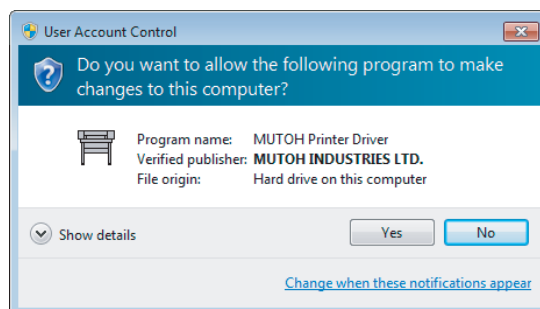 User Account Control
Do you want to allow the following program to make
changes to this computer?
Program name: MUTOH Printer Driver
Verified publisher: MUTOH INDUSTRIES LTD.
File origin: Hard drive on this computer
Show details Yes No
Change when these notifications appear